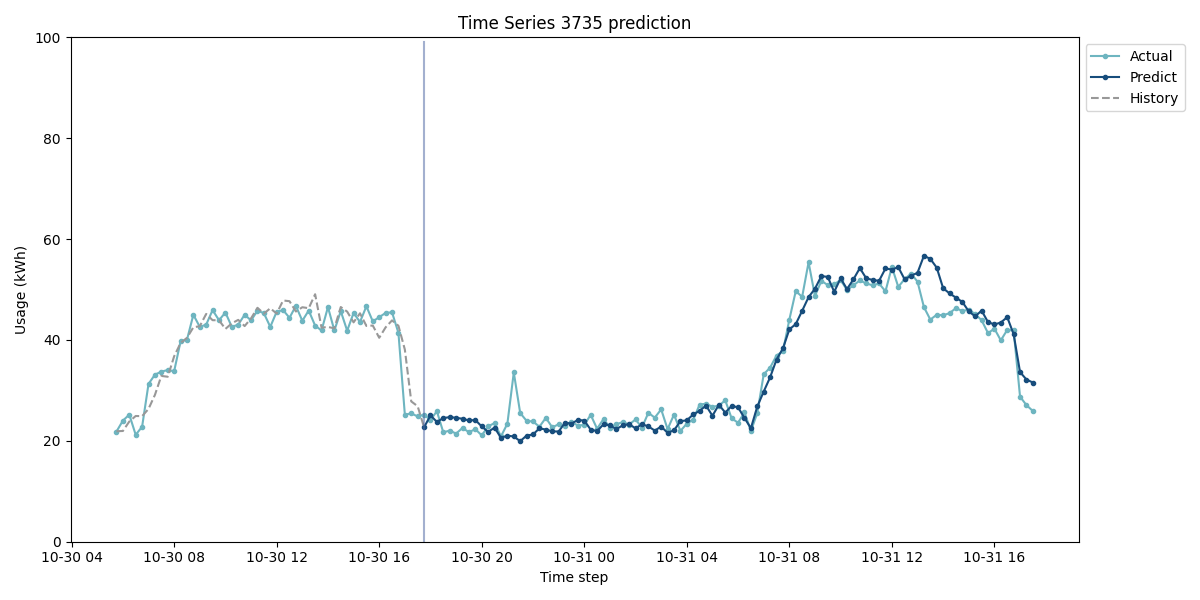 Time Series 3735 prediction
100
80
60
40
20
0
Usage (kWh)
10-30 04
10-30 08
10-30 12
10-30 16
10-30 20
10-31 00
10-31 04
10-31 08
10-31 12
10-31 16
Time step
Actual
Predict
History